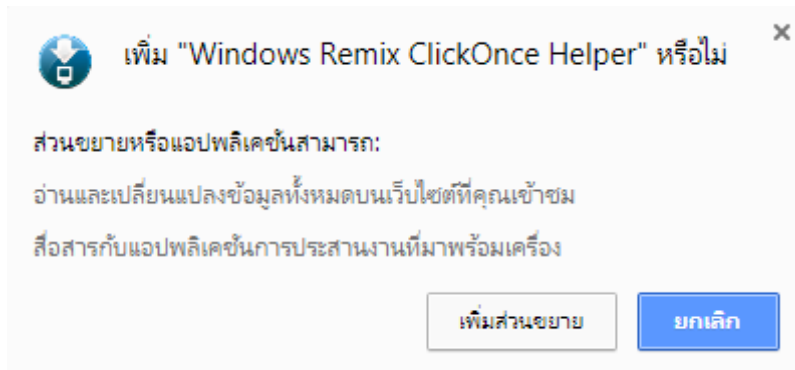 เพิ่ม "Windows Remix ClickOnce Helper" หรือไม่
ส่วนขยายหรือแอปพลิเคชันสามารถ:
อ่านและเปลี่ยนแปลงข้อมูลทั้งหมดบนเว็บไซต์ที่คุณเข้าชม
สื่อสารกับแอปพลิเคชันการประสานงานที่มาพร้อมเครื่อง
เพิ่มส่วนขยาย ยกเลิก